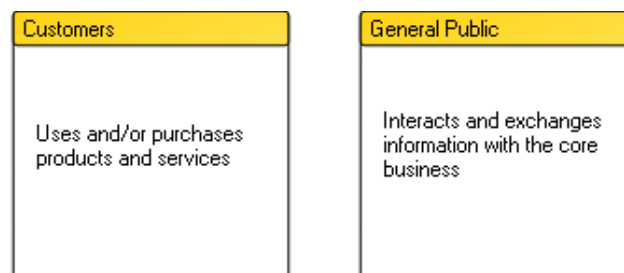 Customers
Uses and/or purchases
products and services
General Public
Interacts and exchanges
information with the core
business